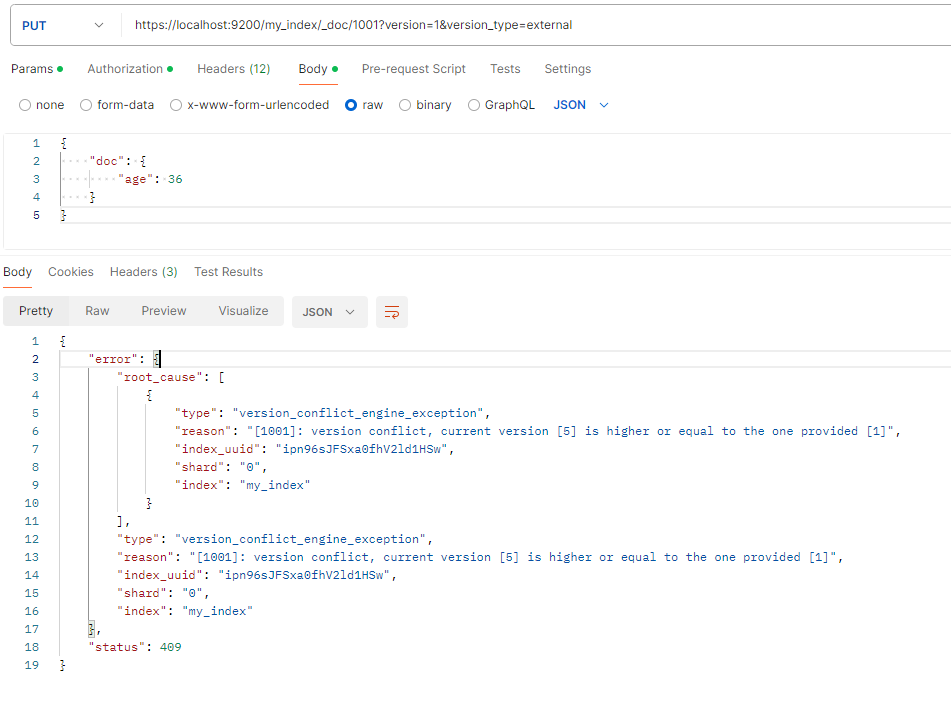 PUT https://localhost:9200/my_index/_doc/1001?version=1&version_type=external
Params Authorization Headers (12) Body Pre-request Script Tests Settings
none form-data x-www-form-urlencoded raw binary GraphQL JSON
1 {
2 "doc": {
3 "age": 36
4 }
5 }
Body Cookies Headers (3) Test Results
Pretty Raw Preview Visualize JSON
1 {
2 "error": {
3 "root_cause": [
4 {
5 "type": "version_conflict_engine_exception",
6 "reason": "[1001]: version conflict, current version [5] is higher or equal to the one provided [1]",
7 "index_uuid": "ipn96sJFSxa0fhV2ld1HSw",
8 "shard": "0",
9 "index": "my_index"
10 }
11 ],
12 "type": "version_conflict_engine_exception",
13 "reason": "[1001]: version conflict, current version [5] is higher or equal to the one provided [1]",
14 "index_uuid": "ipn96sJFSxa0fhV2ld1HSw",
15 "shard": "0",
16 "index": "my_index"
17 },
18 "status": 409
19 }